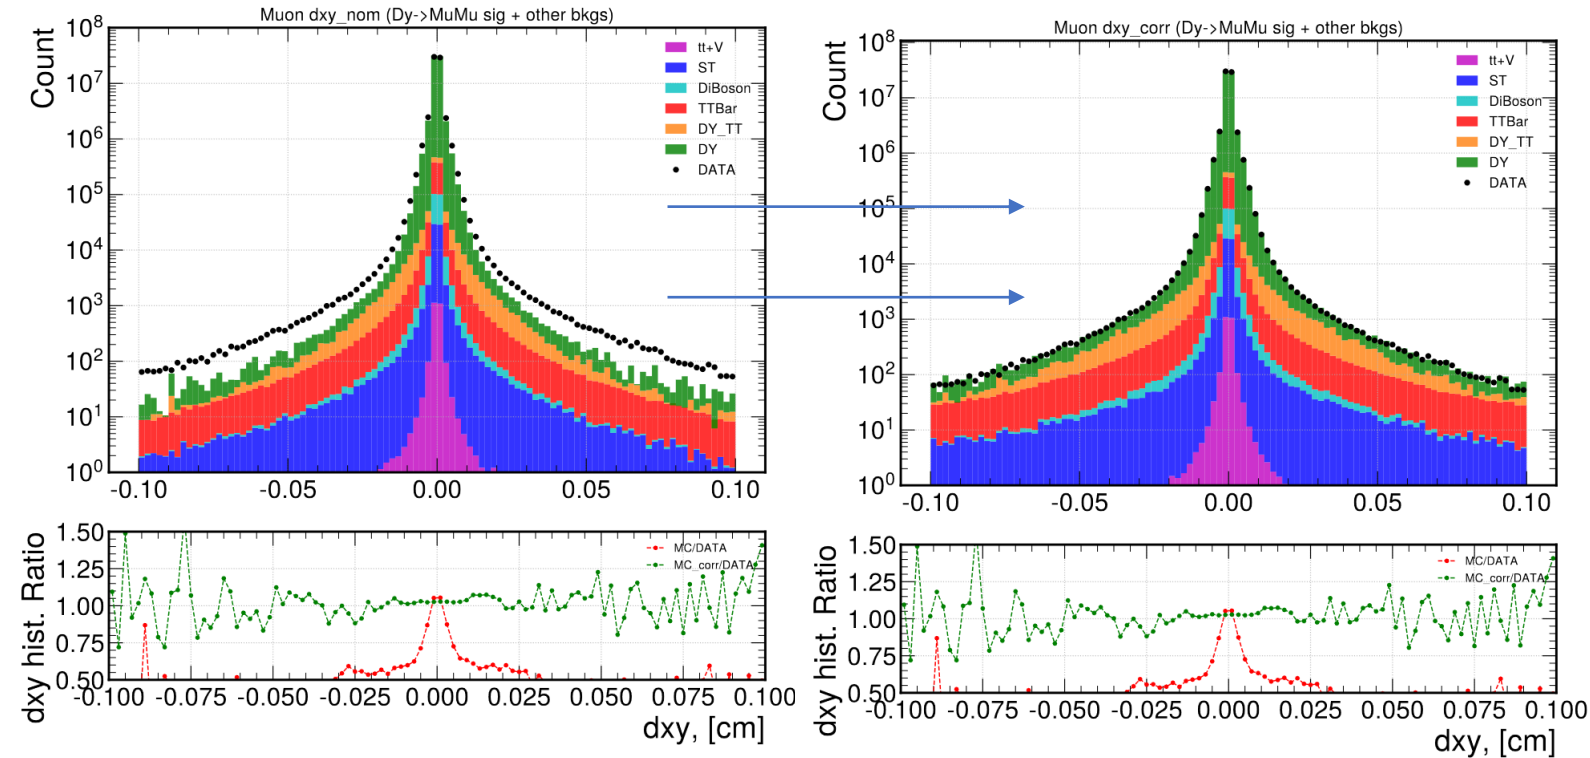 Muon dxy_nom (Dy->MuMu sig + other bkgs)
Count
10^8
10^7
10^6
10^5
10^4
10^3
10^2
10^1
10^0
tt+V
ST
DiBoson
TTBar
DY_TT
DY
DATA
-0.10 -0.05 0.00 0.05 0.10
dxy hist. Ratio
1.50
1.25
1.00
0.75
0.50
MC/DATA
MC_corr/DATA
-0.100 -0.075 -0.050 -0.025 0.000 0.025 0.050 0.075 0.100
dxy, [cm]
Muon dxy_corr (Dy->MuMu sig + other bkgs)
Count
10^8
10^7
10^6
10^5
10^4
10^3
10^2
10^1
10^0
tt+V
ST
DiBoson
TTBar
DY_TT
DY
DATA
-0.10 -0.05 0.00 0.05 0.10
dxy hist. Ratio
1.50
1.25
1.00
0.75
0.50
MC/DATA
MC_corr/DATA
-0.100 -0.075 -0.050 -0.025 0.000 0.025 0.050 0.075 0.100
dxy, [cm]